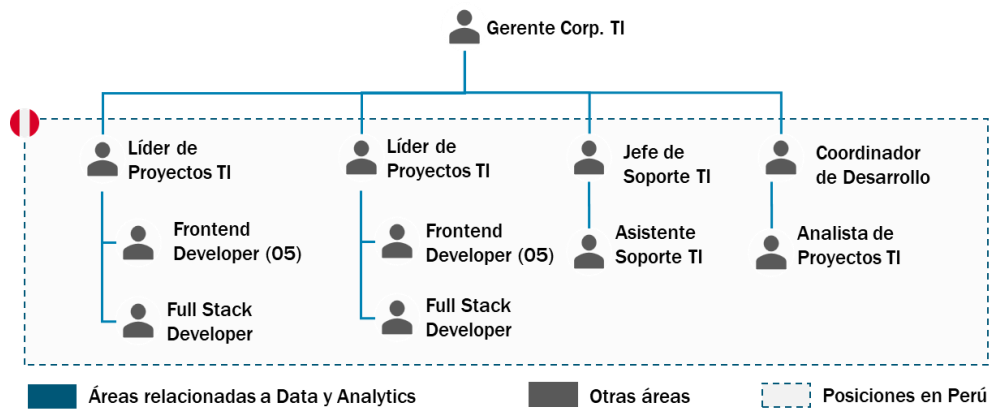 Gerente Corp. TI
Líder de
Proyectos TI
Líder de
Proyectos TI
Jefe de
Soporte TI
Coordinador
de Desarrollo
Frontend
Developer (05)
Frontend
Developer (05)
Asistente
Soporte TI
Analista de
Proyectos TI
Full Stack
Developer
Full Stack
Developer
Áreas relacionadas a Data y Analytics
Otras áreas
Posiciones en Perú